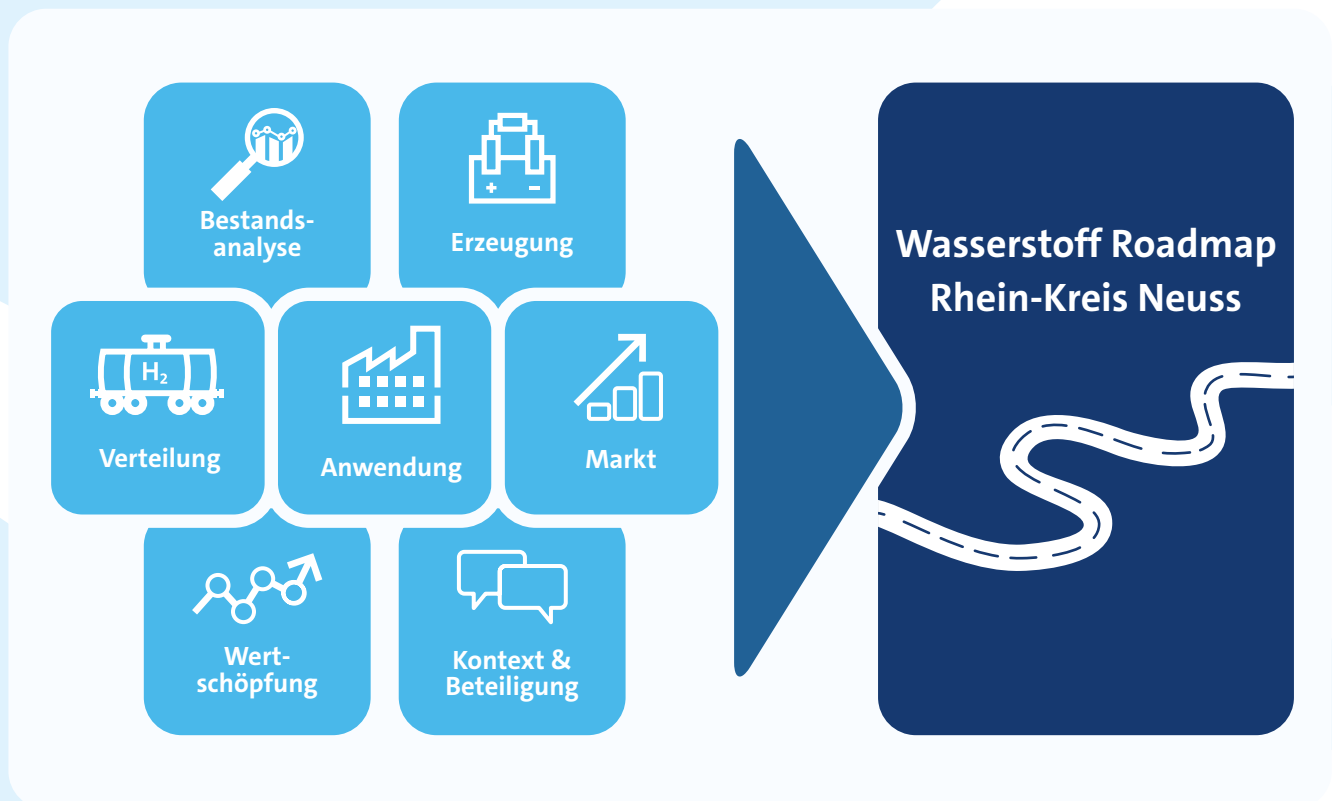 Bestands-
analyse
Erzeugung
+ -
H₂
Verteilung
Anwendung
Markt
Wert-
schöpfung
Kontext &
Beteiligung
Wasserstoff Roadmap
Rhein-Kreis Neuss